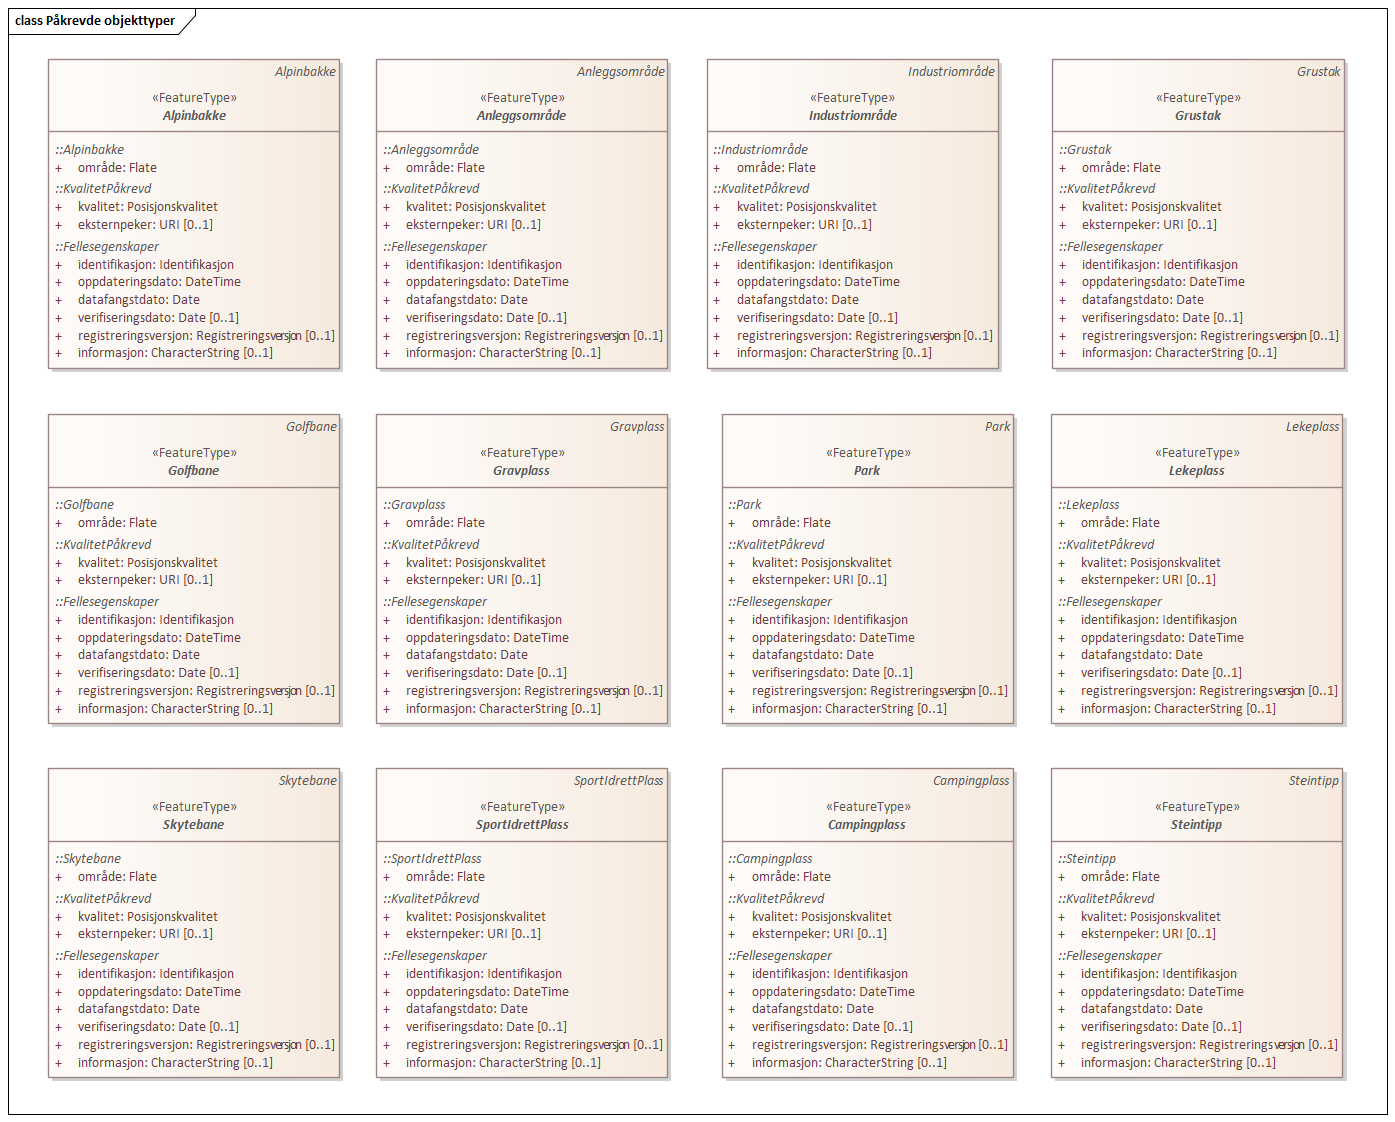 class Påkrevde objekttyper
Alpinbakke
«FeatureType»
Alpinbakke
::Alpinbakke
+ område: Flate
::KvalitetPåkrevd
+ kvalitet: Posisjonskvalitet
+ eksternpeker: URI [0..1]
::Fellesegenskaper
+ identifikasjon: Identifikasjon
+ oppdateringsdato: DateTime
+ datafangstdato: Date
+ verifiseringsdato: Date [0..1]
+ registreringsversjon: Registreringsversjon [0..1]
+ informasjon: CharacterString [0..1]
Anleggsområde
«FeatureType»
Anleggsområde
::Anleggsområde
+ område: Flate
::KvalitetPåkrevd
+ kvalitet: Posisjonskvalitet
+ eksternpeker: URI [0..1]
::Fellesegenskaper
+ identifikasjon: Identifikasjon
+ oppdateringsdato: DateTime
+ datafangstdato: Date
+ verifiseringsdato: Date [0..1]
+ registreringsversjon: Registreringsversjon [0..1]
+ informasjon: CharacterString [0..1]
Industriområde
«FeatureType»
Industriområde
::Industriområde
+ område: Flate
::KvalitetPåkrevd
+ kvalitet: Posisjonskvalitet
+ eksternpeker: URI [0..1]
::Fellesegenskaper
+ identifikasjon: Identifikasjon
+ oppdateringsdato: DateTime
+ datafangstdato: Date
+ verifiseringsdato: Date [0..1]
+ registreringsversjon: Registreringsversjon [0..1]
+ informasjon: CharacterString [0..1]
Grustak
«FeatureType»
Grustak
::Grustak
+ område: Flate
::KvalitetPåkrevd
+ kvalitet: Posisjonskvalitet
+ eksternpeker: URI [0..1]
::Fellesegenskaper
+ identifikasjon: Identifikasjon
+ oppdateringsdato: DateTime
+ datafangstdato: Date
+ verifiseringsdato: Date [0..1]
+ registreringsversjon: Registreringsversjon [0..1]
+ informasjon: CharacterString [0..1]
Golfbane
«FeatureType»
Golfbane
::Golfbane
+ område: Flate
::KvalitetPåkrevd
+ kvalitet: Posisjonskvalitet
+ eksternpeker: URI [0..1]
::Fellesegenskaper
+ identifikasjon: Identifikasjon
+ oppdateringsdato: DateTime
+ datafangstdato: Date
+ verifiseringsdato: Date [0..1]
+ registreringsversjon: Registreringsversjon [0..1]
+ informasjon: CharacterString [0..1]
Gravplass
«FeatureType»
Gravplass
::Gravplass
+ område: Flate
::KvalitetPåkrevd
+ kvalitet: Posisjonskvalitet
+ eksternpeker: URI [0..1]
::Fellesegenskaper
+ identifikasjon: Identifikasjon
+ oppdateringsdato: DateTime
+ datafangstdato: Date
+ verifiseringsdato: Date [0..1]
+ registreringsversjon: Registreringsversjon [0..1]
+ informasjon: CharacterString [0..1]
Park
«FeatureType»
Park
::Park
+ område: Flate
::KvalitetPåkrevd
+ kvalitet: Posisjonskvalitet
+ eksternpeker: URI [0..1]
::Fellesegenskaper
+ identifikasjon: Identifikasjon
+ oppdateringsdato: DateTime
+ datafangstdato: Date
+ verifiseringsdato: Date [0..1]
+ registreringsversjon: Registreringsversjon [0..1]
+ informasjon: CharacterString [0..1]
Lekeplass
«FeatureType»
Lekeplass
::Lekeplass
+ område: Flate
::KvalitetPåkrevd
+ kvalitet: Posisjonskvalitet
+ eksternpeker: URI [0..1]
::Fellesegenskaper
+ identifikasjon: Identifikasjon
+ oppdateringsdato: DateTime
+ datafangstdato: Date
+ verifiseringsdato: Date [0..1]
+ registreringsversjon: Registreringsversjon [0..1]
+ informasjon: CharacterString [0..1]
Skytebane
«FeatureType»
Skytebane
::Skytebane
+ område: Flate
::KvalitetPåkrevd
+ kvalitet: Posisjonskvalitet
+ eksternpeker: URI [0..1]
::Fellesegenskaper
+ identifikasjon: Identifikasjon
+ oppdateringsdato: DateTime
+ datafangstdato: Date
+ verifiseringsdato: Date [0..1]
+ registreringsversjon: Registreringsversjon [0..1]
+ informasjon: CharacterString [0..1]
SportIdrettPlass
«FeatureType»
SportIdrettPlass
::SportIdrettPlass
+ område: Flate
::KvalitetPåkrevd
+ kvalitet: Posisjonskvalitet
+ eksternpeker: URI [0..1]
::Fellesegenskaper
+ identifikasjon: Identifikasjon
+ oppdateringsdato: DateTime
+ datafangstdato: Date
+ verifiseringsdato: Date [0..1]
+ registreringsversjon: Registreringsversjon [0..1]
+ informasjon: CharacterString [0..1]
Campingplass
«FeatureType»
Campingplass
::Campingplass
+ område: Flate
::KvalitetPåkrevd
+ kvalitet: Posisjonskvalitet
+ eksternpeker: URI [0..1]
::Fellesegenskaper
+ identifikasjon: Identifikasjon
+ oppdateringsdato: DateTime
+ datafangstdato: Date
+ verifiseringsdato: Date [0..1]
+ registreringsversjon: Registreringsversjon [0..1]
+ informasjon: CharacterString [0..1]
Steintipp
«FeatureType»
Steintipp
::Steintipp
+ område: Flate
::KvalitetPåkrevd
+ kvalitet: Posisjonskvalitet
+ eksternpeker: URI [0..1]
::Fellesegenskaper
+ identifikasjon: Identifikasjon
+ oppdateringsdato: DateTime
+ datafangstdato: Date
+ verifiseringsdato: Date [0..1]
+ registreringsversjon: Registreringsversjon [0..1]
+ informasjon: CharacterString [0..1]